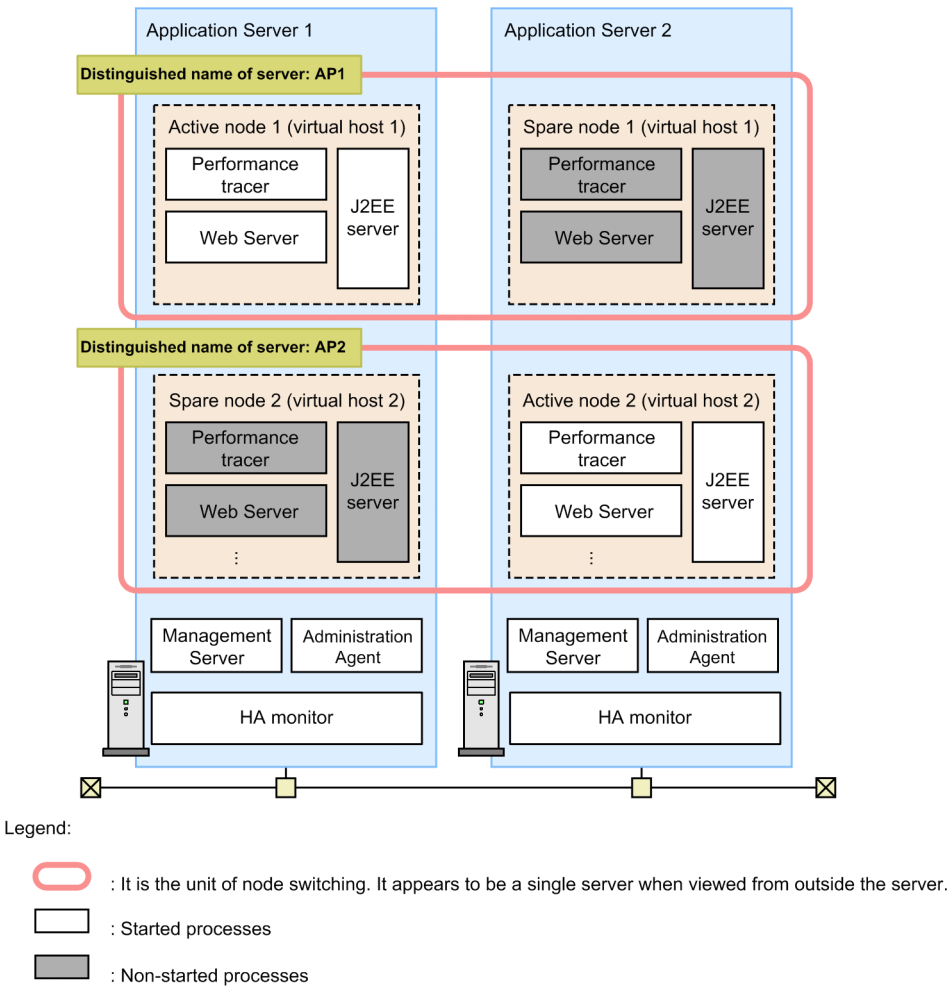 Application Server 1
Application Server 2
Distinguished name of server: AP1
Active node 1 (virtual host 1)
Performance
tracer
Web Server
J2EE
server
Spare node 1 (virtual host 1)
Performance
tracer
Web Server
J2EE
server
Distinguished name of server: AP2
Spare node 2 (virtual host 2)
Performance
tracer
Web Server
J2EE
server
⋮
Active node 2 (virtual host 2)
Performance
tracer
Web Server
J2EE
server
⋮
Management
Server
Administration
Agent
HA monitor
Management
Server
Administration
Agent
HA monitor
Legend:
: It is the unit of node switching. It appears to be a single server when viewed from outside the server.
: Started processes
: Non-started processes